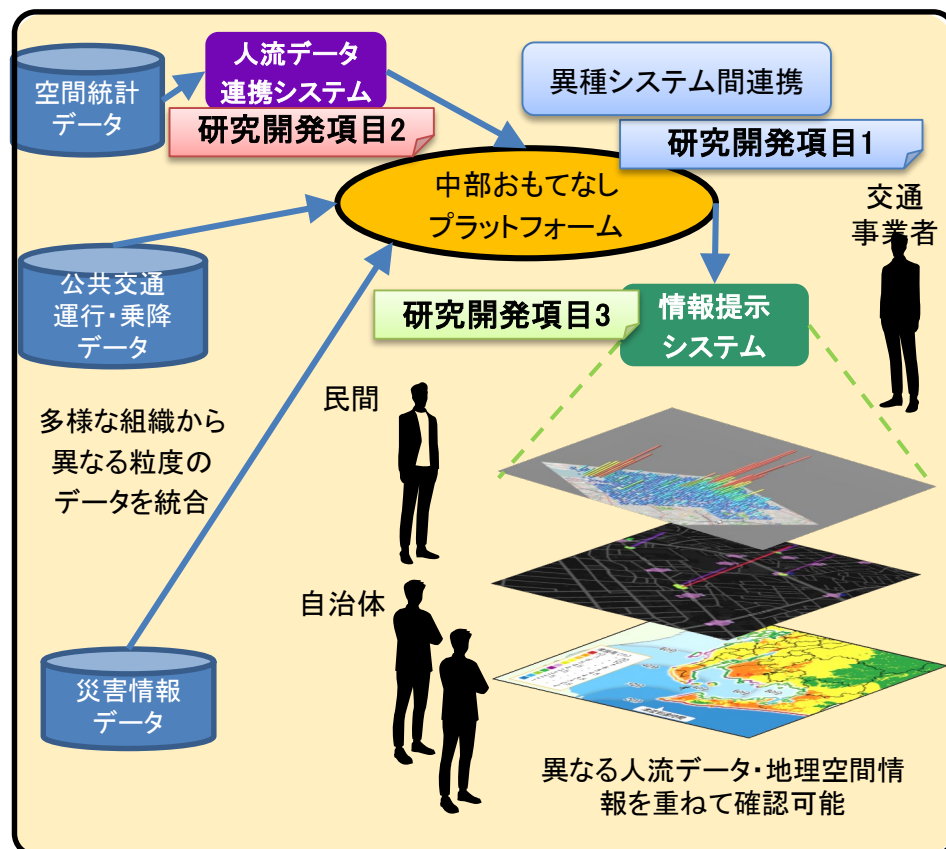 空間統計
データ
人流データ
連携システム
研究開発項目2
異種システム間連携
研究開発項目1
中部おもてなし
プラットフォーム
交通
事業者
公共交通
運行・乗降
データ
研究開発項目3
情報提示
システム
民間
多様な組織から
異なる粒度の
データを統合
自治体
災害情報
データ
異なる人流データ・地理空間情
報を重ねて確認可能